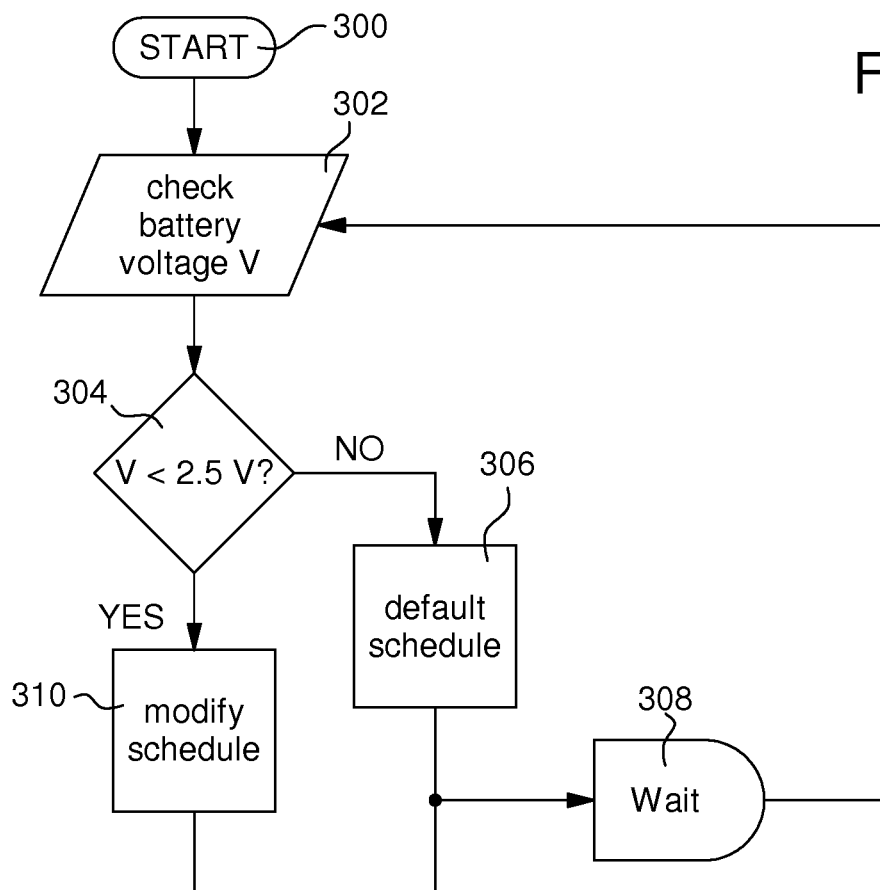 START
300
F
302
check
battery
voltage V
304
V < 2.5 V?
NO
306
YES
default
schedule
310
modify
schedule
308
Wait